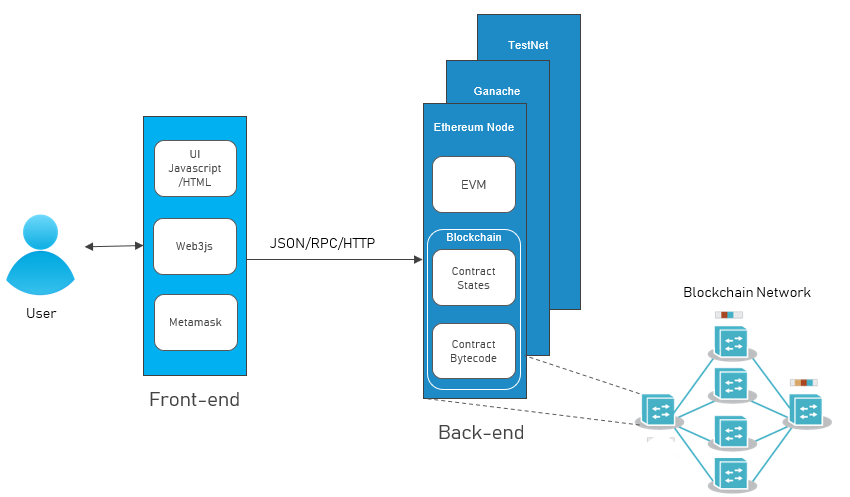 TestNet
Ganache
Ethereum Node
UI
Javascript
/HTML
EVM
Blockchain
Web3js
JSON/RPC/HTTP
Contract
States
Blockchain Network
User
Metamask
Contract
Bytecode
Front-end
Back-end